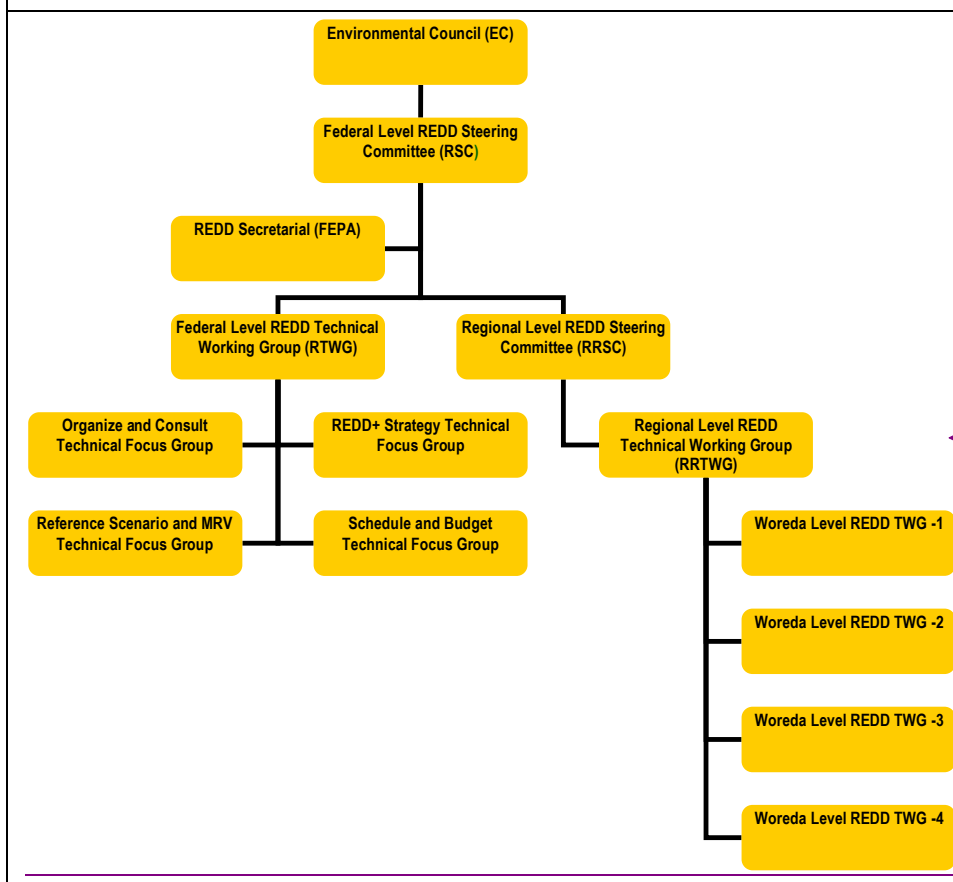 Environmental Council (EC)
Federal Level REDD Steering
Committee (RSC)
REDD Secretarial (FEPA)
Federal Level REDD Technical
Working Group (RTWG)
Regional Level REDD Steering
Committee (RRSC)
Organize and Consult
Technical Focus Group
REDD+ Strategy Technical
Focus Group
Regional Level REDD
Technical Working Group
(RRTWG)
Reference Scenario and MRV
Technical Focus Group
Schedule and Budget
Technical Focus Group
Woreda Level REDD TWG -1
Woreda Level REDD TWG -2
Woreda Level REDD TWG -3
Woreda Level REDD TWG -4